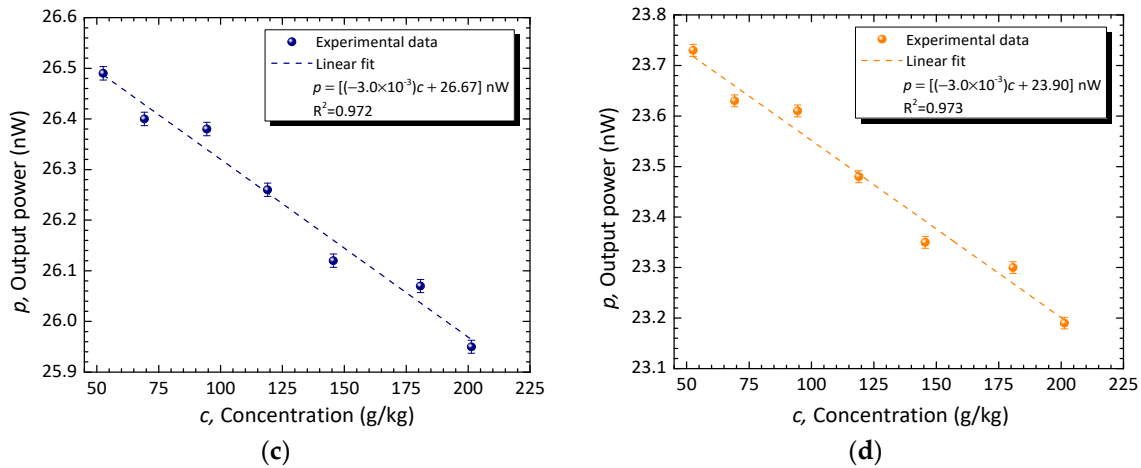 26.6
26.5
26.4
26.3
26.2
26.1
26.0
25.9
p, Output power (nW)
Experimental data
Linear fit
p = [(−3.0×10⁻³)c + 26.67] nW
R²=0.972
50 75 100 125 150 175 200 225
c, Concentration (g/kg)
(c)
23.8
23.7
23.6
23.5
23.4
23.3
23.2
23.1
p, Output power (nW)
Experimental data
Linear fit
p = [(−3.0×10⁻³)c + 23.90] nW
R²=0.973
50 75 100 125 150 175 200 225
c, Concentration (g/kg)
(d)